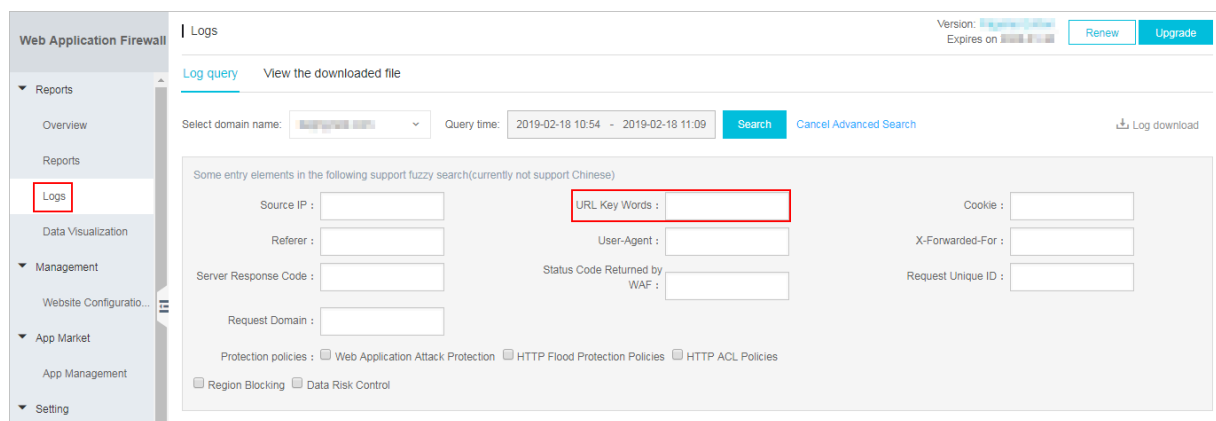 Web Application Firewall
Logs
Version:
Expires on
Renew
Upgrade
Log query
View the downloaded file
Reports
Overview
Reports
Logs
Data Visualization
Management
Website Configuratio...
App Market
App Management
Setting
Select domain name:
Query time: 2019-02-18 10:54 - 2019-02-18 11:09
Search
Cancel Advanced Search
Log download
Some entry elements in the following support fuzzy search(currently not support Chinese)
Source IP :
URL Key Words :
Cookie :
Referer :
User-Agent :
X-Forwarded-For :
Server Response Code :
Status Code Returned by
WAF :
Request Unique ID :
Request Domain :
Protection policies : Web Application Attack Protection HTTP Flood Protection Policies HTTP ACL Policies
Region Blocking Data Risk Control